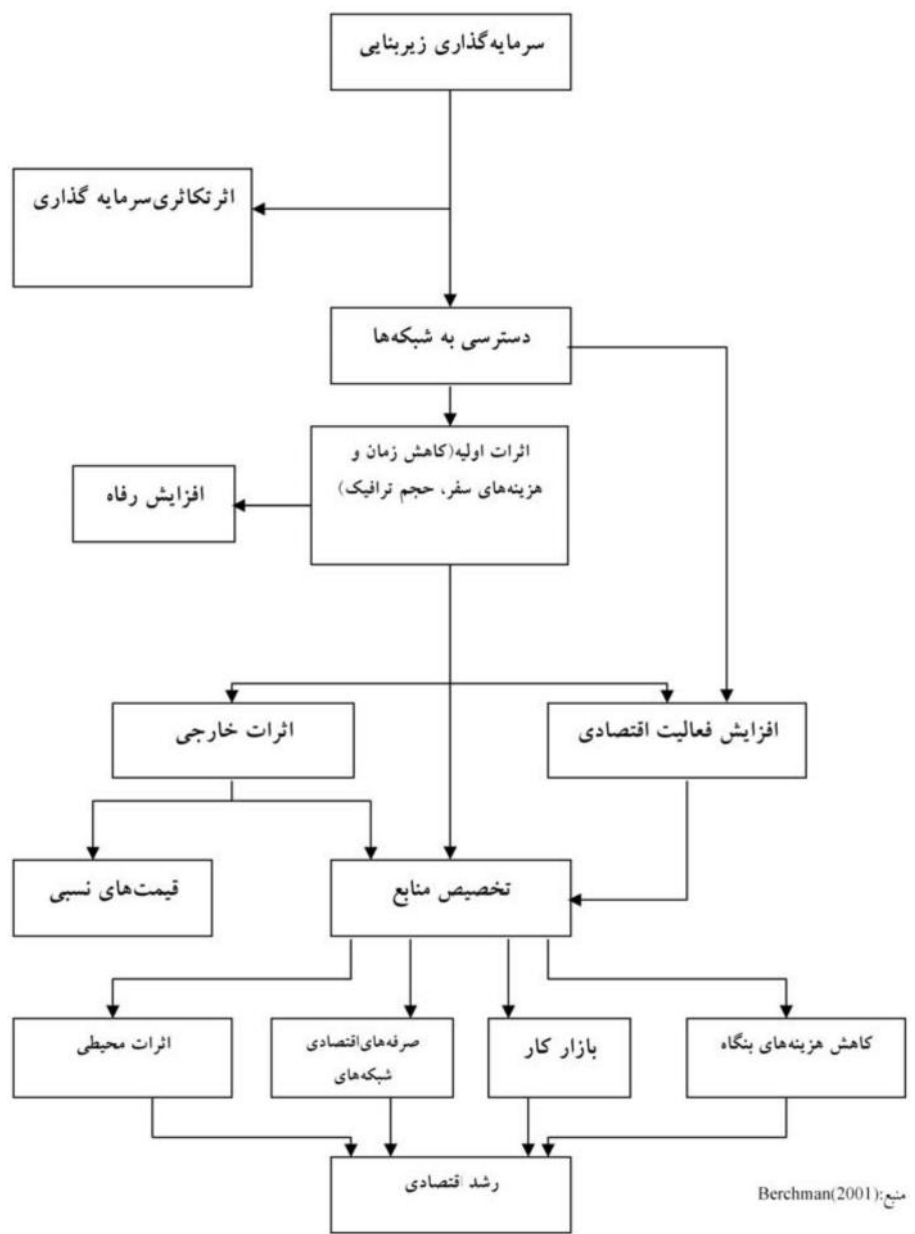 سرمایه‌گذاری زیربنایی
اثرتکاثری‌سرمایه گذاری
دسترسی به شبکه‌ها
اثرات اولیه(کاهش زمان و
هزینه‌های سفر، حجم ترافیک)
افزایش رفاه
افزایش فعالیت اقتصادی
اثرات خارجی
تخصیص منابع
قیمت‌های نسبی
کاهش هزینه‌های بنگاه
بازار کار
صرفه‌های‌اقتصادی
شبکه‌های
اثرات محیطی
رشد اقتصادی
منبع:Berchman(2001)